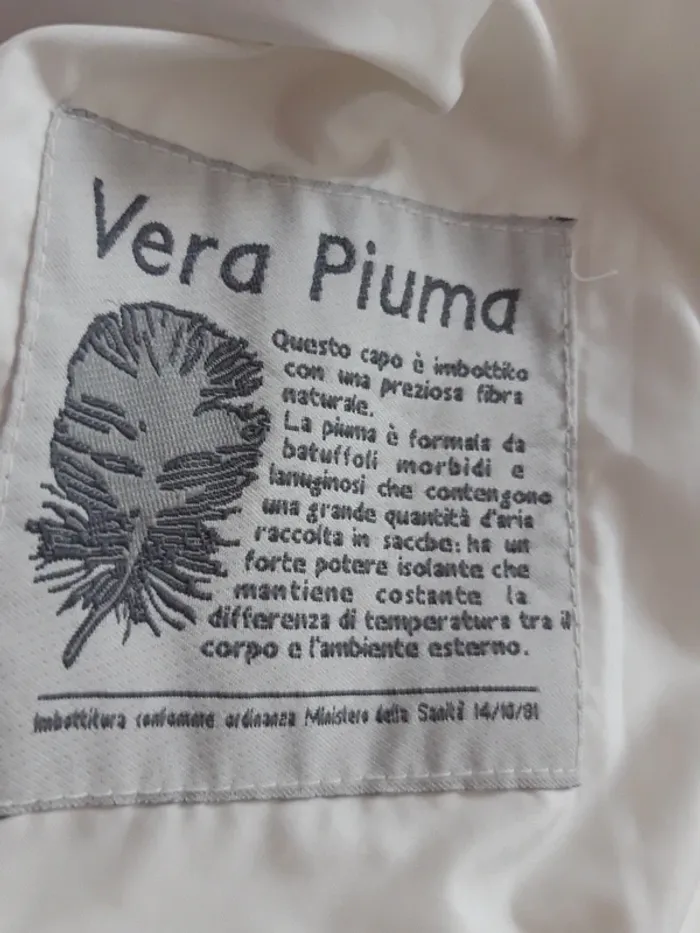 Vera Piuma
Questo capo è imbottito
con una preziosa fibra
naturale.
La piuma è formata da
batuffoli morbidi e
lanuginosi che contengono
una grande quantità d'aria
raccolta in sacche: ha un
forte potere isolante che
mantiene costante la
differenza di temperatura tra il
corpo e l'ambiente esterno.
Imbottitura conforme ordinanza Ministero della Sanità 14/10/81